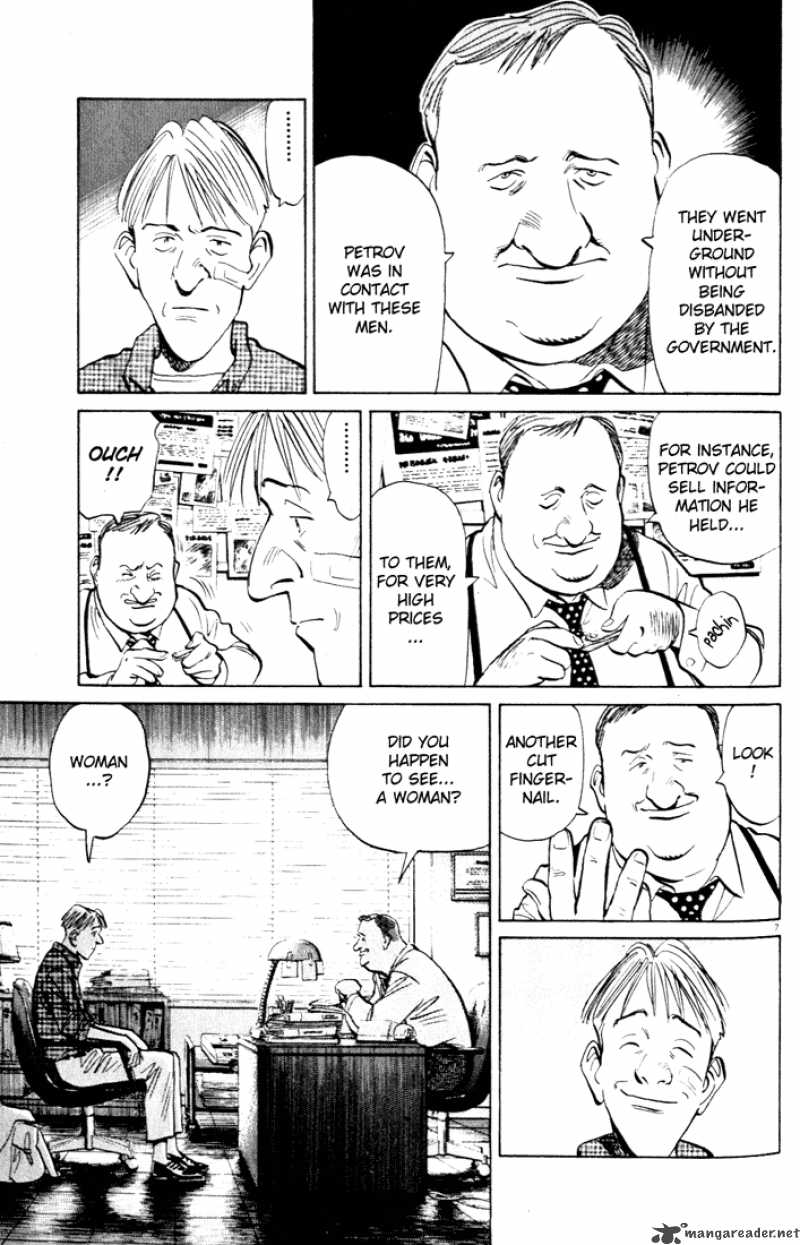 THEY WENT
UNDER-
GROUND
WITHOUT
BEING
DISBANDED
BY THE
GOVERNMENT.
PETROV
WAS IN
CONTACT
WITH THESE
MEN.
.........
FOR INSTANCE,
PETROV COULD
SELL INFOR-
MATION HE
HELD...
pachin
TO THEM,
FOR VERY
HIGH
PRICES
...
.........
OUCH
!!
LOOK
!
ANOTHER
CUT
FINGER-
NAIL.
7
DID YOU
HAPPEN
TO SEE...
A WOMAN?
WOMAN
...?
mangareader.net